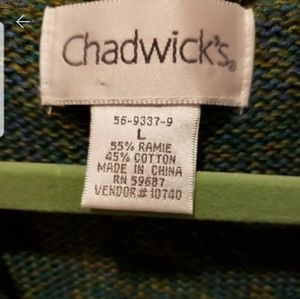 Chadwick's®
56-9337-9
L
55% RAMIE
45% COTTON
MADE IN CHINA
RN 59687
VENDOR# 10740